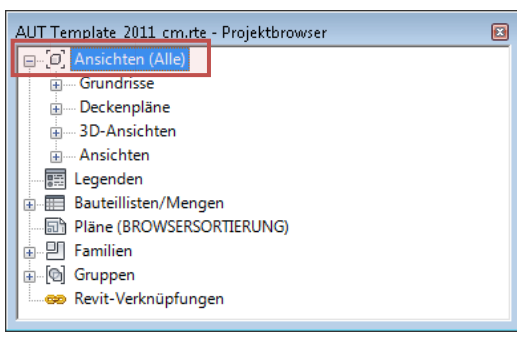 AUT Template 2011 cm.rte - Projektbrowser
Ansichten (Alle)
Grundrisse
Deckenpläne
3D-Ansichten
Ansichten
Legenden
Bauteillisten/Mengen
Pläne (BROWSERSORTIERUNG)
Familien
Gruppen
Revit-Verknüpfungen